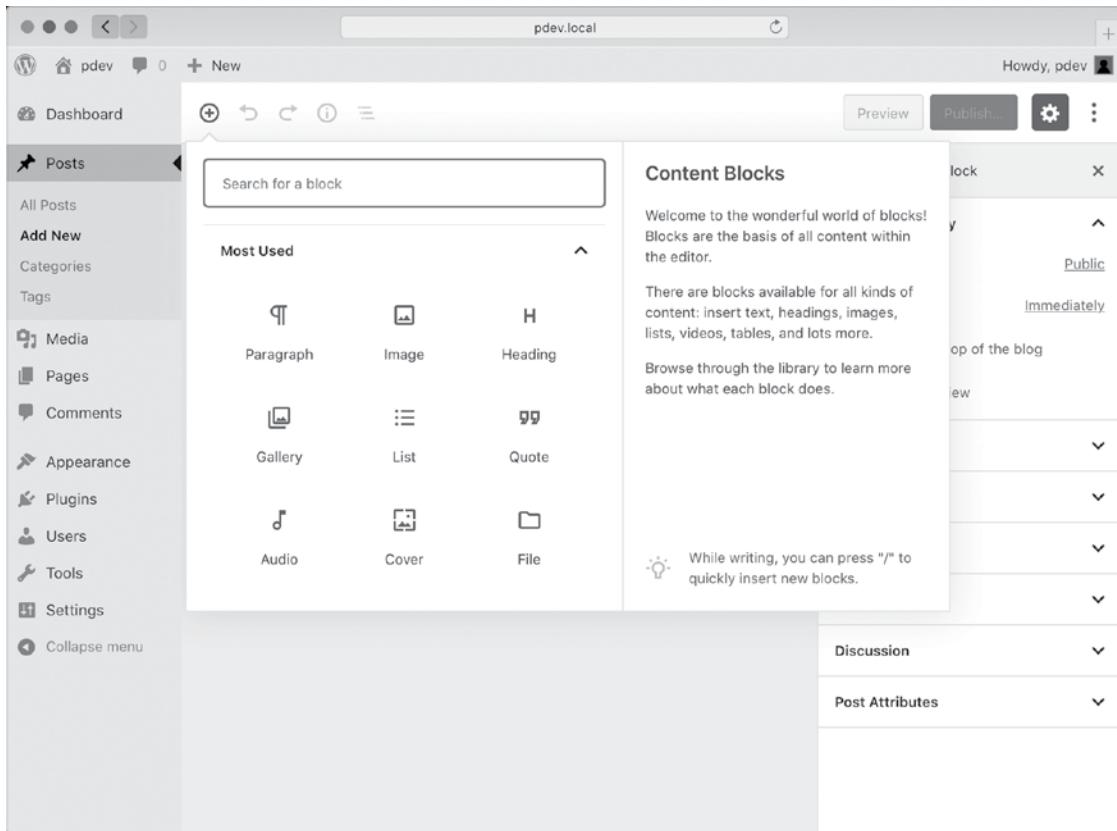 pdev.local
pdev 0 New
Howdy, pdev
Dashboard
Posts
All Posts
Add New
Categories
Tags
Media
Pages
Comments
Appearance
Plugins
Users
Tools
Settings
Collapse menu
Preview
Publish...
Search for a block
Most Used
Paragraph Image Heading
Gallery List Quote
Audio Cover File
Content Blocks
Welcome to the wonderful world of blocks!
Blocks are the basis of all content within
the editor.
There are blocks available for all kinds of
content: insert text, headings, images,
lists, videos, tables, and lots more.
Browse through the library to learn more
about what each block does.
While writing, you can press "/" to
quickly insert new blocks.
lock
y
Public
Immediately
op of the blog
iew
Discussion
Post Attributes